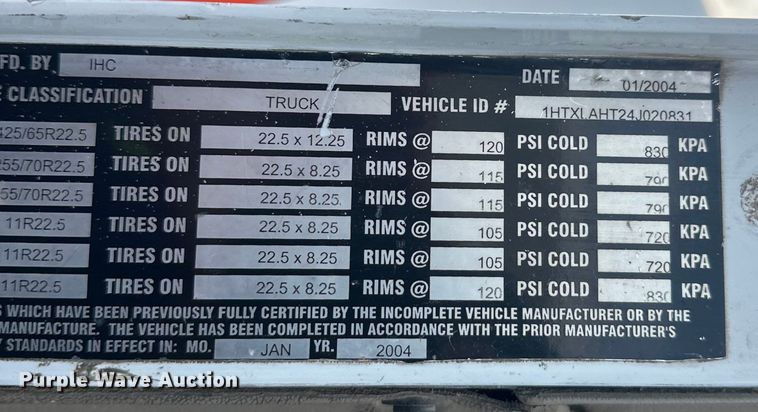 FD. BY IHC DATE 01/2004
E CLASSIFICATION TRUCK VEHICLE ID # 1HTXLAHT24J020831
425/65R22.5 TIRES ON 22.5 x 12.25 RIMS @ 120 PSI COLD 830 KPA
255/70R22.5 TIRES ON 22.5 x 8.25 RIMS @ 115 PSI COLD 790 KPA
55/70R22.5 TIRES ON 22.5 x 8.25 RIMS @ 115 PSI COLD 790 KPA
11R22.5 TIRES ON 22.5 x 8.25 RIMS @ 105 PSI COLD 720 KPA
11R22.5 TIRES ON 22.5 x 8.25 RIMS @ 105 PSI COLD 720 KPA
11R22.5 TIRES ON 22.5 x 8.25 RIMS @ 120 PSI COLD 830 KPA
S WHICH HAVE BEEN PREVIOUSLY FULLY CERTIFIED BY THE INCOMPLETE VEHICLE MANUFACTURER OR BY THE
MANUFACTURE. THE VEHICLE HAS BEEN COMPLETED IN ACCORDANCE WITH THE PRIOR MANUFACTURER'S
Y STANDARDS IN EFFECT IN: MO. JAN YR. 2004
Purple Wave Auction